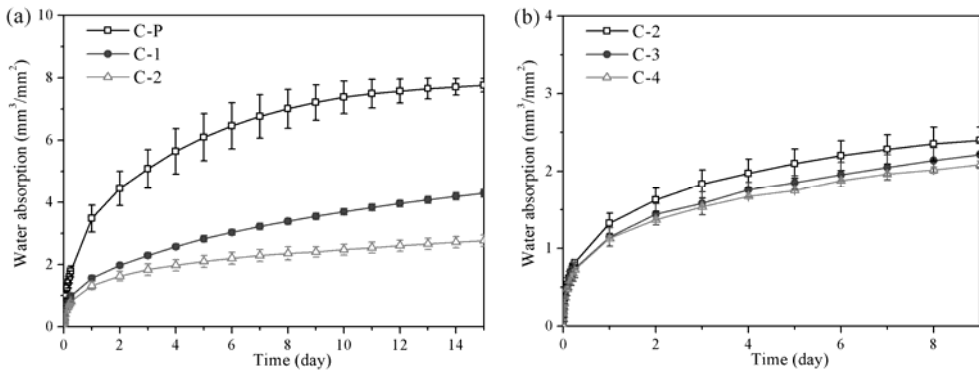 (a)
10
8
6
4
2
0
Water absorption (mm³/mm²)
C-P
C-1
C-2
0 2 4 6 8 10 12 14
Time (day)
(b)
4
3
2
1
0
Water absorption (mm³/mm²)
C-2
C-3
C-4
0 2 4 6 8
Time (day)